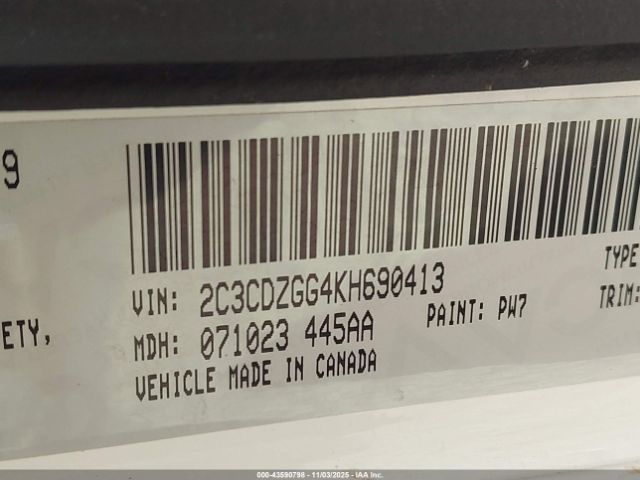 9
VIN: 2C3CDZGG4KH690413
TYPE
ETY,
MDH: 071023 445AA
PAINT: PW7
TRIM:
VEHICLE MADE IN CANADA
000-43590798 - 11/03/2025 - © IAA Inc.